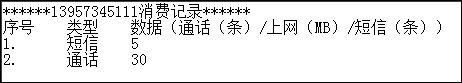 ******13957345111消费记录******
序号 类型 数据（通话（条）/上网（MB）/短信（条））
1. 短信 5
2. 通话 30